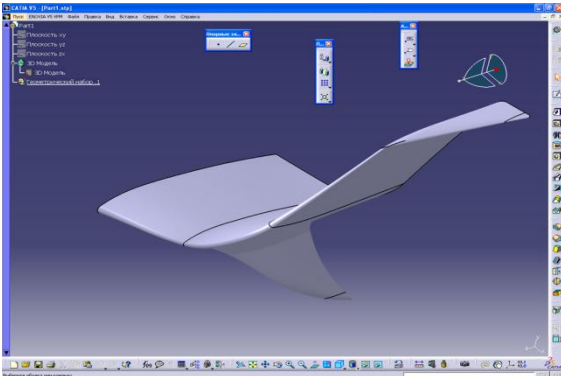 CATIA V5 - [Part1.stp]
Пуск ENOVIA V5 VPM Файл Правка Вид Вставка Сервис Окно Справка
Part1
Плоскость xy
Плоскость yz
Плоскость zx
3D Модель
3D Модель
Геометрический набор .1